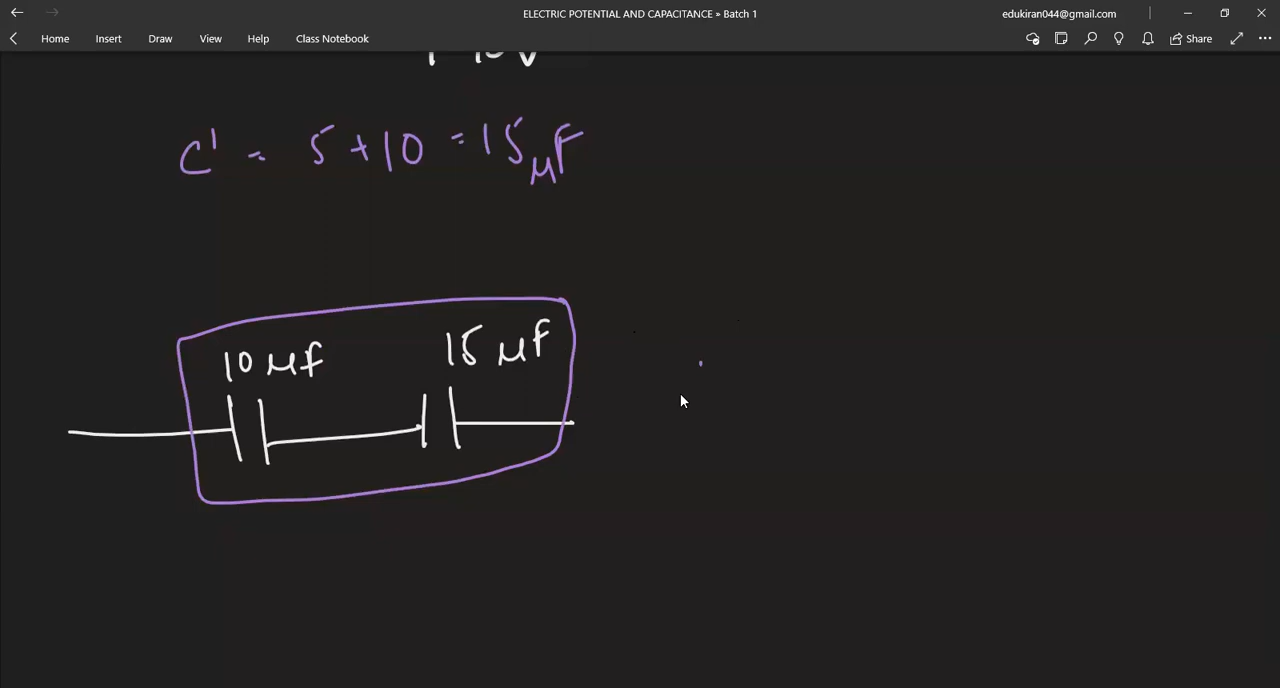 ELECTRIC POTENTIAL AND CAPACITANCE » Batch 1 edukiran044@gmail.com
Home Insert Draw View Help Class Notebook Share
C' = 5 + 10 = 15 μF
10 μf 15 μF